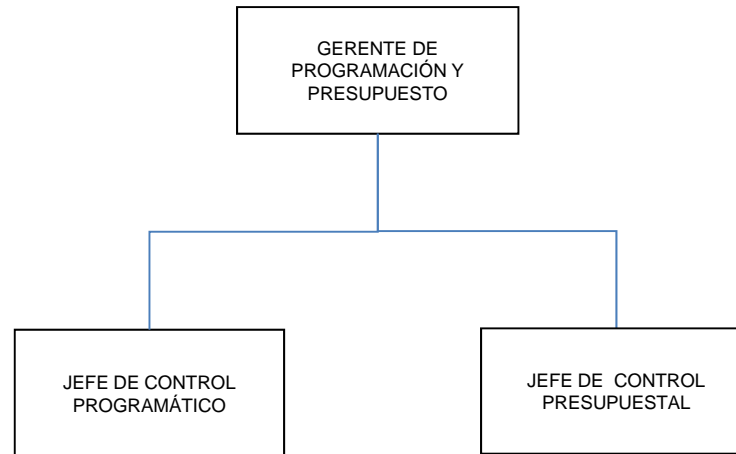 GERENTE DE
PROGRAMACIÓN Y
PRESUPUESTO
JEFE DE CONTROL
PROGRAMÁTICO
JEFE DE  CONTROL
PRESUPUESTAL